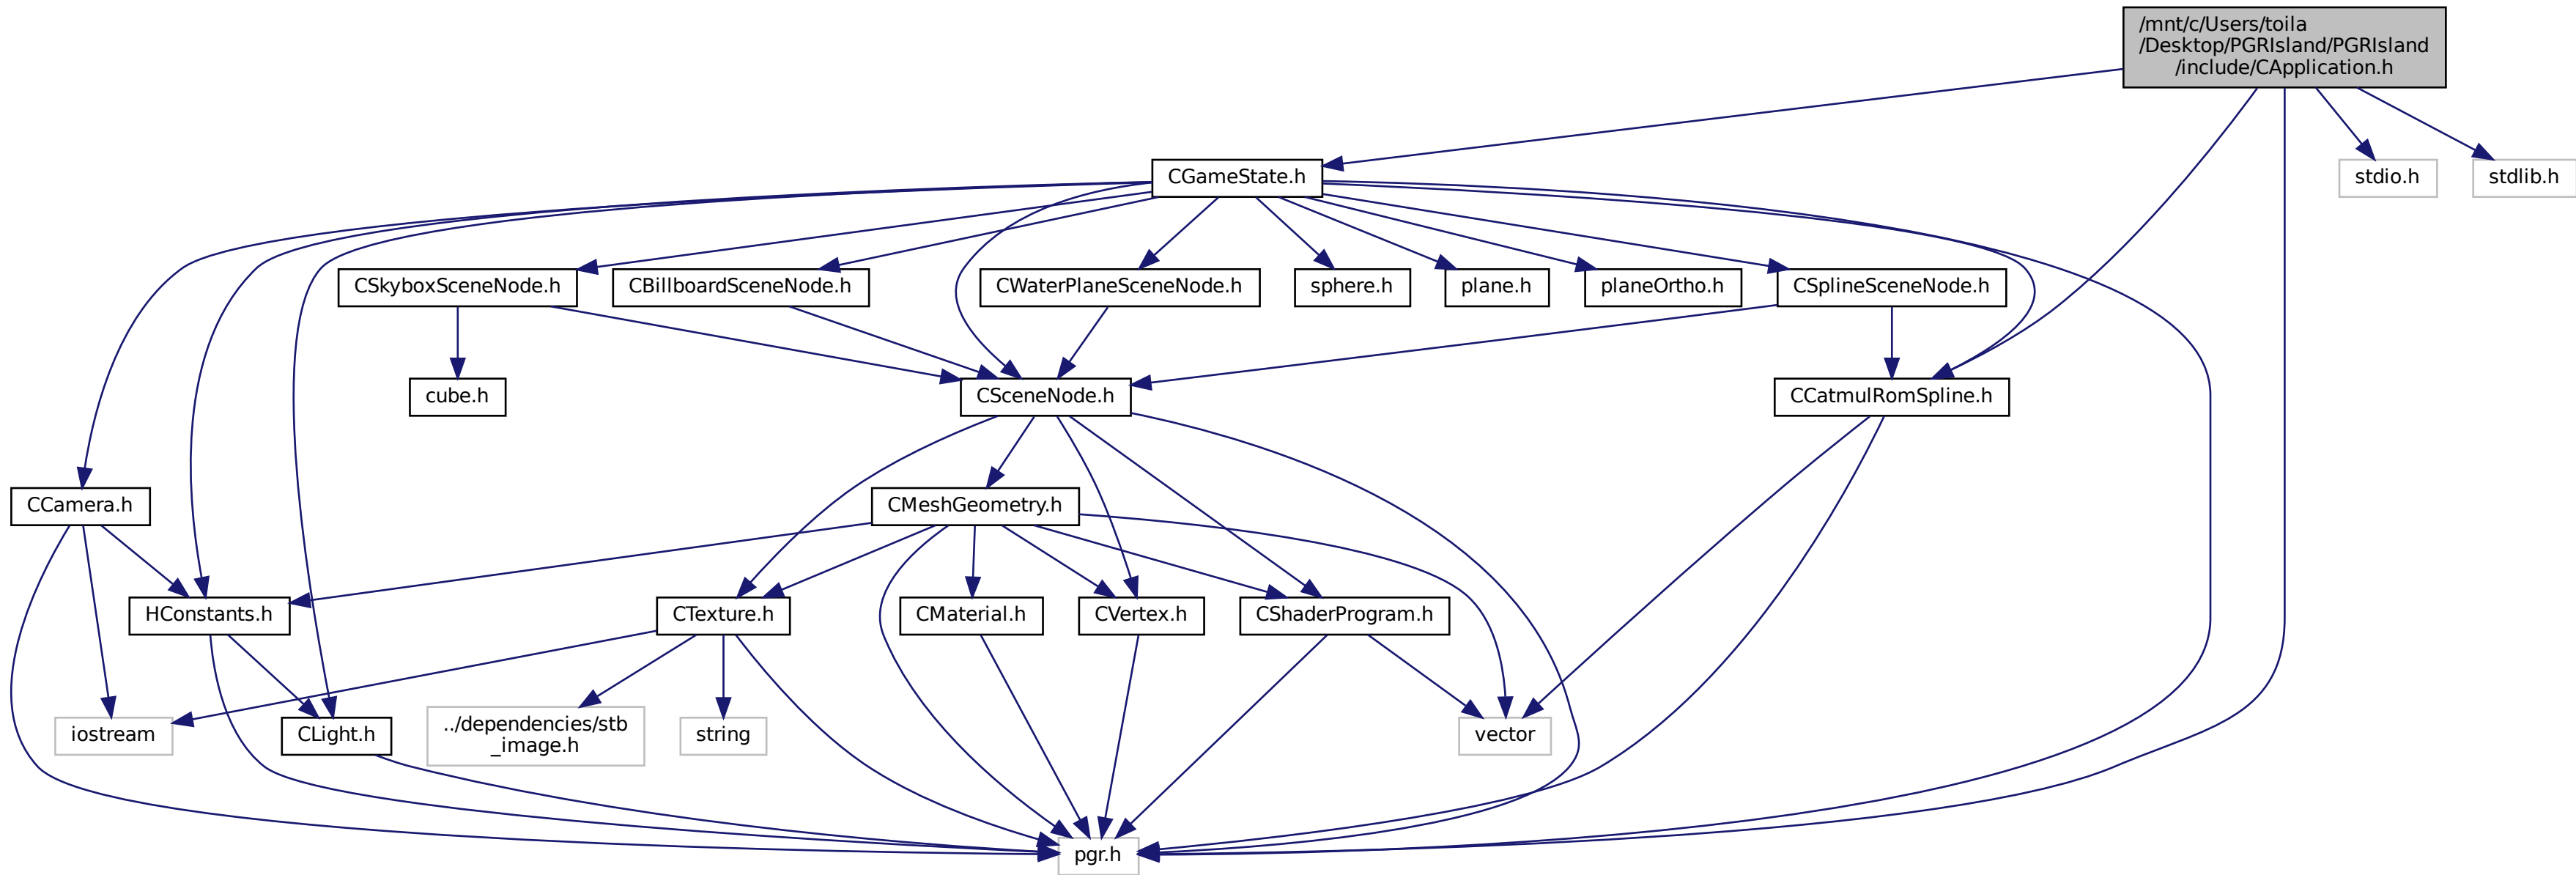 /mnt/c/Users/toila
/Desktop/PGRIsland/PGRIsland
/include/CApplication.h
CGameState.h
stdio.h
stdlib.h
CSkyboxSceneNode.h
CBillboardSceneNode.h
CWaterPlaneSceneNode.h
sphere.h
plane.h
planeOrtho.h
CSplineSceneNode.h
cube.h
CSceneNode.h
CCatmulRomSpline.h
CCamera.h
CMeshGeometry.h
HConstants.h
CTexture.h
CMaterial.h
CVertex.h
CShaderProgram.h
iostream
CLight.h
../dependencies/stb
_image.h
string
vector
pgr.h